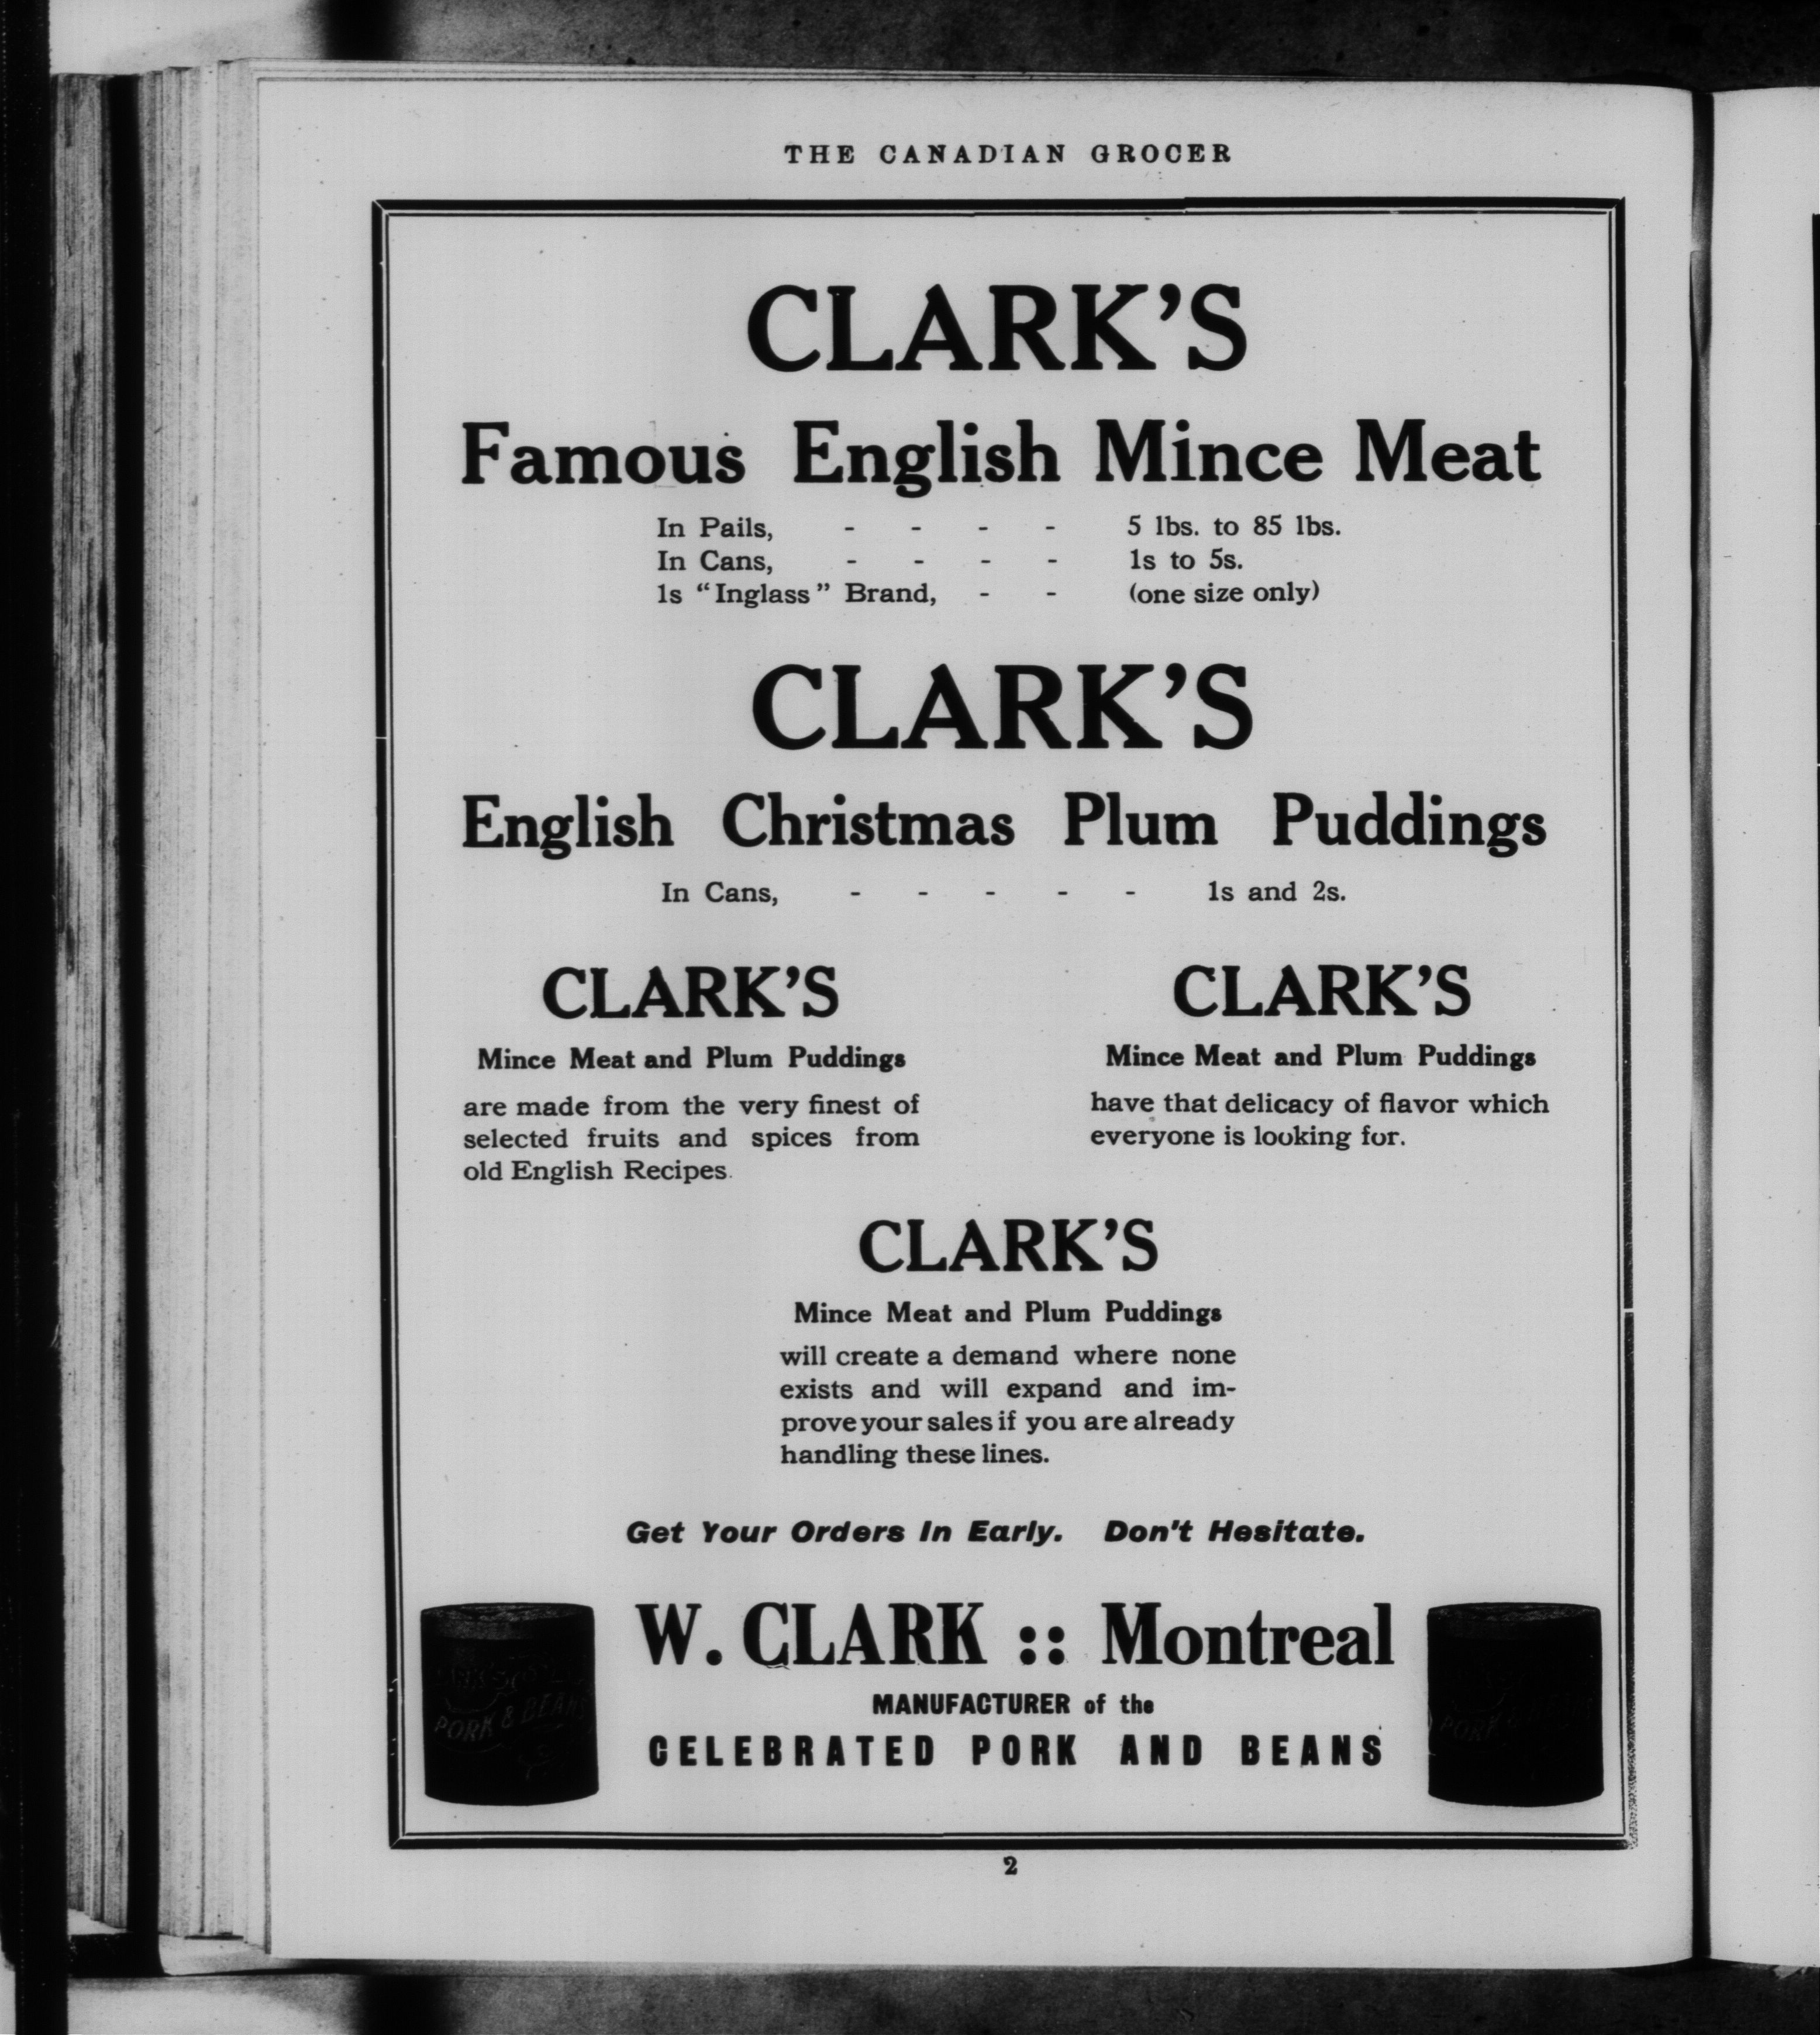 THE CANADIAN GROCER
CLARK'S
Famous English Mince Meat
In Pails, - - - - 5 lbs. to 85 lbs.
In Cans, - - - - 1s to 5s.
1s "Inglass" Brand, - - (one size only)
CLARK'S
English Christmas Plum Puddings
In Cans, - - - - - 1s and 2s.
CLARK'S
Mince Meat and Plum Puddings
are made from the very finest of
selected fruits and spices from
old English Recipes.
CLARK'S
Mince Meat and Plum Puddings
have that delicacy of flavor which
everyone is looking for.
CLARK'S
Mince Meat and Plum Puddings
will create a demand where none
exists and will expand and im-
prove your sales if you are already
handling these lines.
Get Your Orders In Early. Don't Hesitate.
W. CLARK :: Montreal
MANUFACTURER of the
CELEBRATED PORK AND BEANS
PORK & BEANS
PORK
2